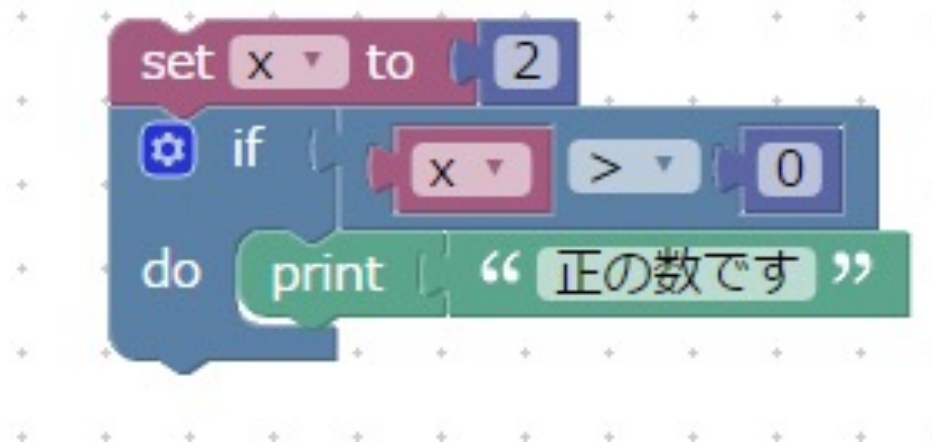 set x to 2
if x > 0
do print “ 正の数です ”